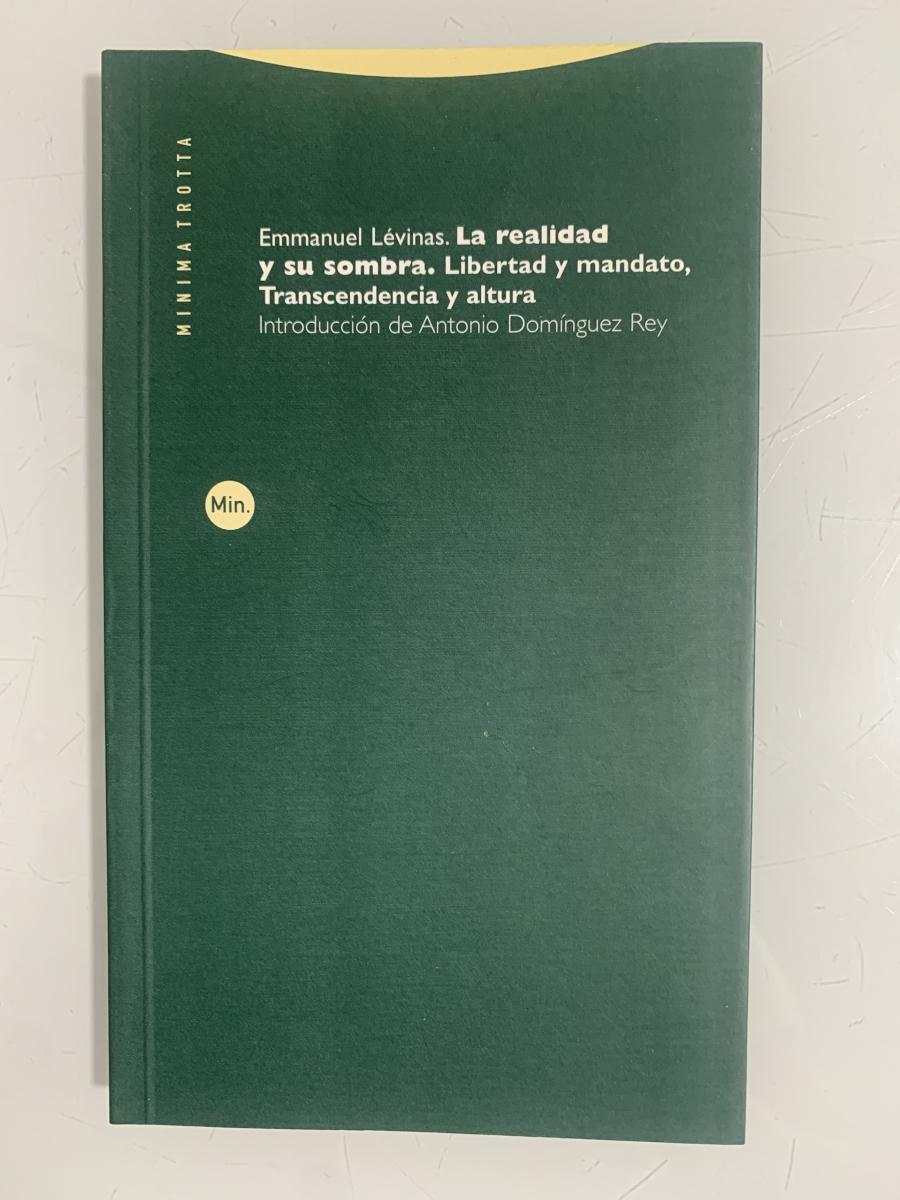 MINIMA TROTTA
Emmanuel Lévinas. La realidad
y su sombra. Libertad y mandato,
Transcendencia y altura
Introducción de Antonio Domínguez Rey
Min.